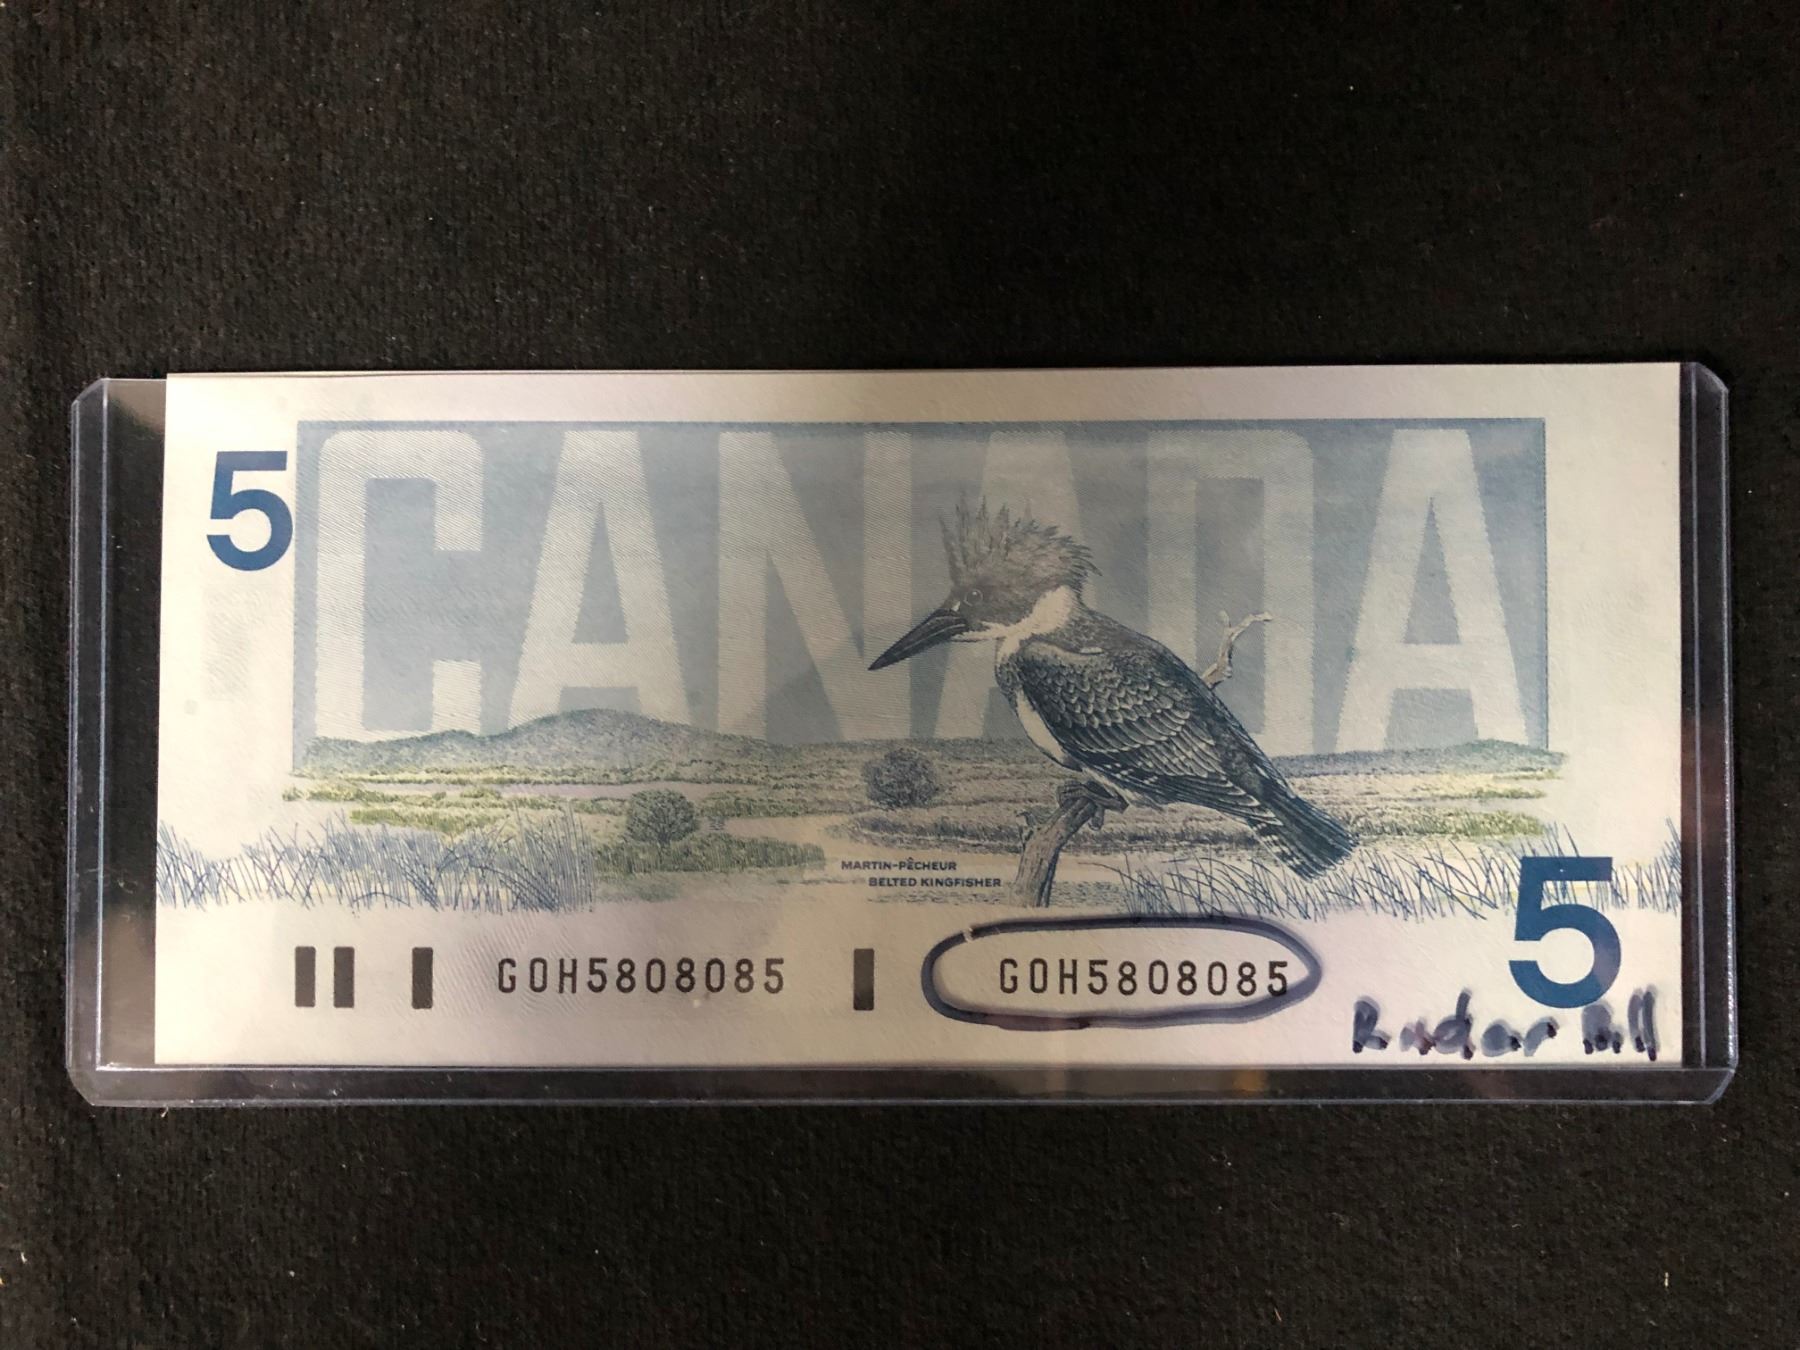 CANADA
5
MARTIN-PÊCHEUR
BELTED KINGFISHER
5
GOH5808085
GOH5808085
Radar Bill